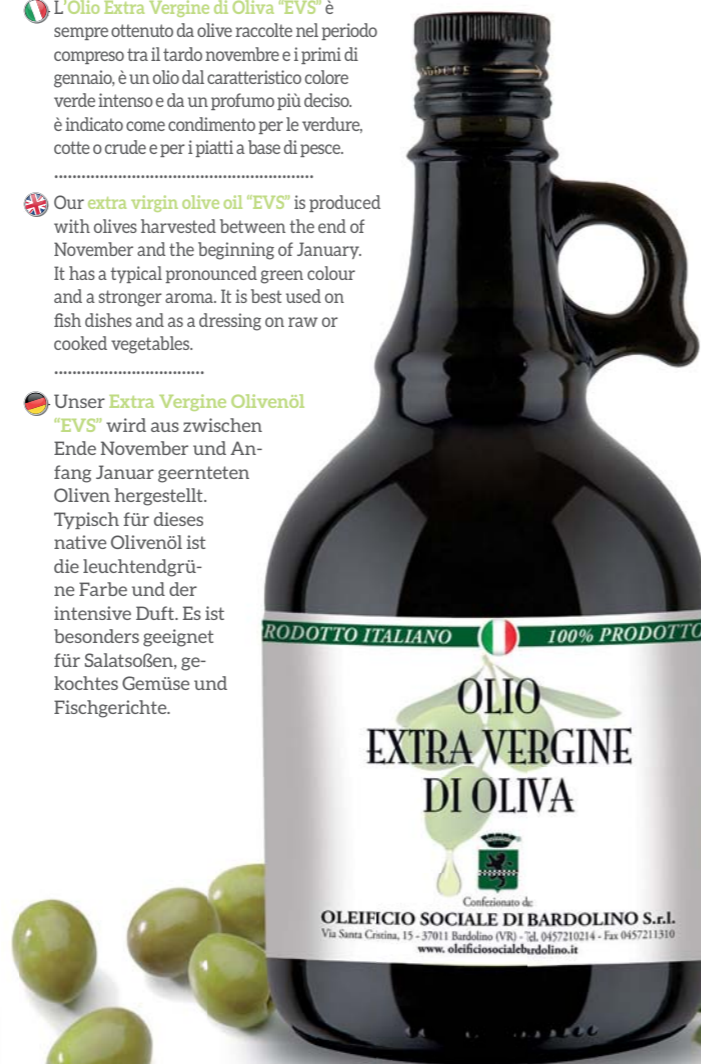 L'Olio Extra Vergine di Oliva "EVS" è
sempre ottenuto da olive raccolte nel periodo
compreso tra il tardo novembre e i primi di
gennaio, è un olio dal caratteristico colore
verde intenso e da un profumo più deciso.
è indicato come condimento per le verdure,
cotte o crude e per i piatti a base di pesce.
Our extra virgin olive oil "EVS" is produced
with olives harvested between the end of
November and the beginning of January.
It has a typical pronounced green colour
and a stronger aroma. It is best used on
fish dishes and as a dressing on raw or
cooked vegetables.
Unser Extra Vergine Olivenöl
"EVS" wird aus zwischen
Ende November und An-
fang Januar geernteten
Oliven hergestellt.
Typisch für dieses
native Olivenöl ist
die leuchtendgrü-
ne Farbe und der
intensive Duft. Es ist
besonders geeignet
für Salatsoßen, ge-
kochtes Gemüse und
Fischgerichte.
RODOTTO ITALIANO 100% PRODOTTO
OLIO
EXTRA VERGINE
DI OLIVA
Confezionato da:
OLEIFICIO SOCIALE DI BARDOLINO S.r.l.
Via Santa Cristina, 15 - 37011 Bardolino (VR) - Tel. 0457210214 - Fax 0457211310
www. oleificiosocialebardolino.it